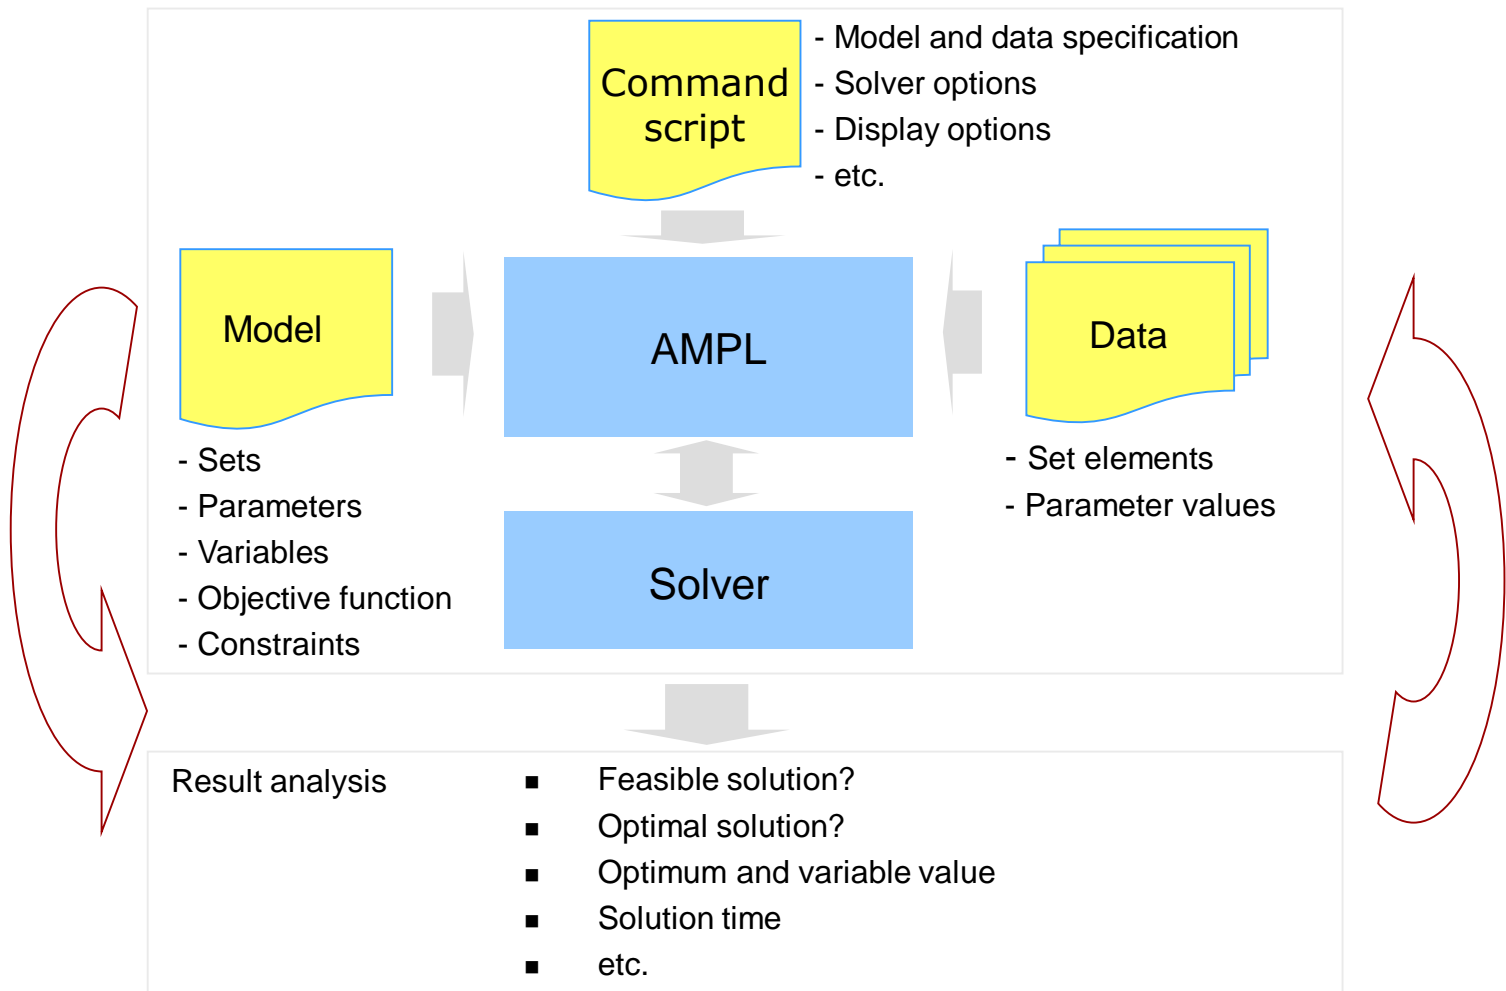 Command
script
- Model and data specification
- Solver options
- Display options
- etc.
Model
AMPL
Data
- Sets
- Parameters
- Variables
- Objective function
- Constraints
- Set elements
- Parameter values
Solver
Result analysis
■ Feasible solution?
■ Optimal solution?
■ Optimum and variable value
■ Solution time
■ etc.